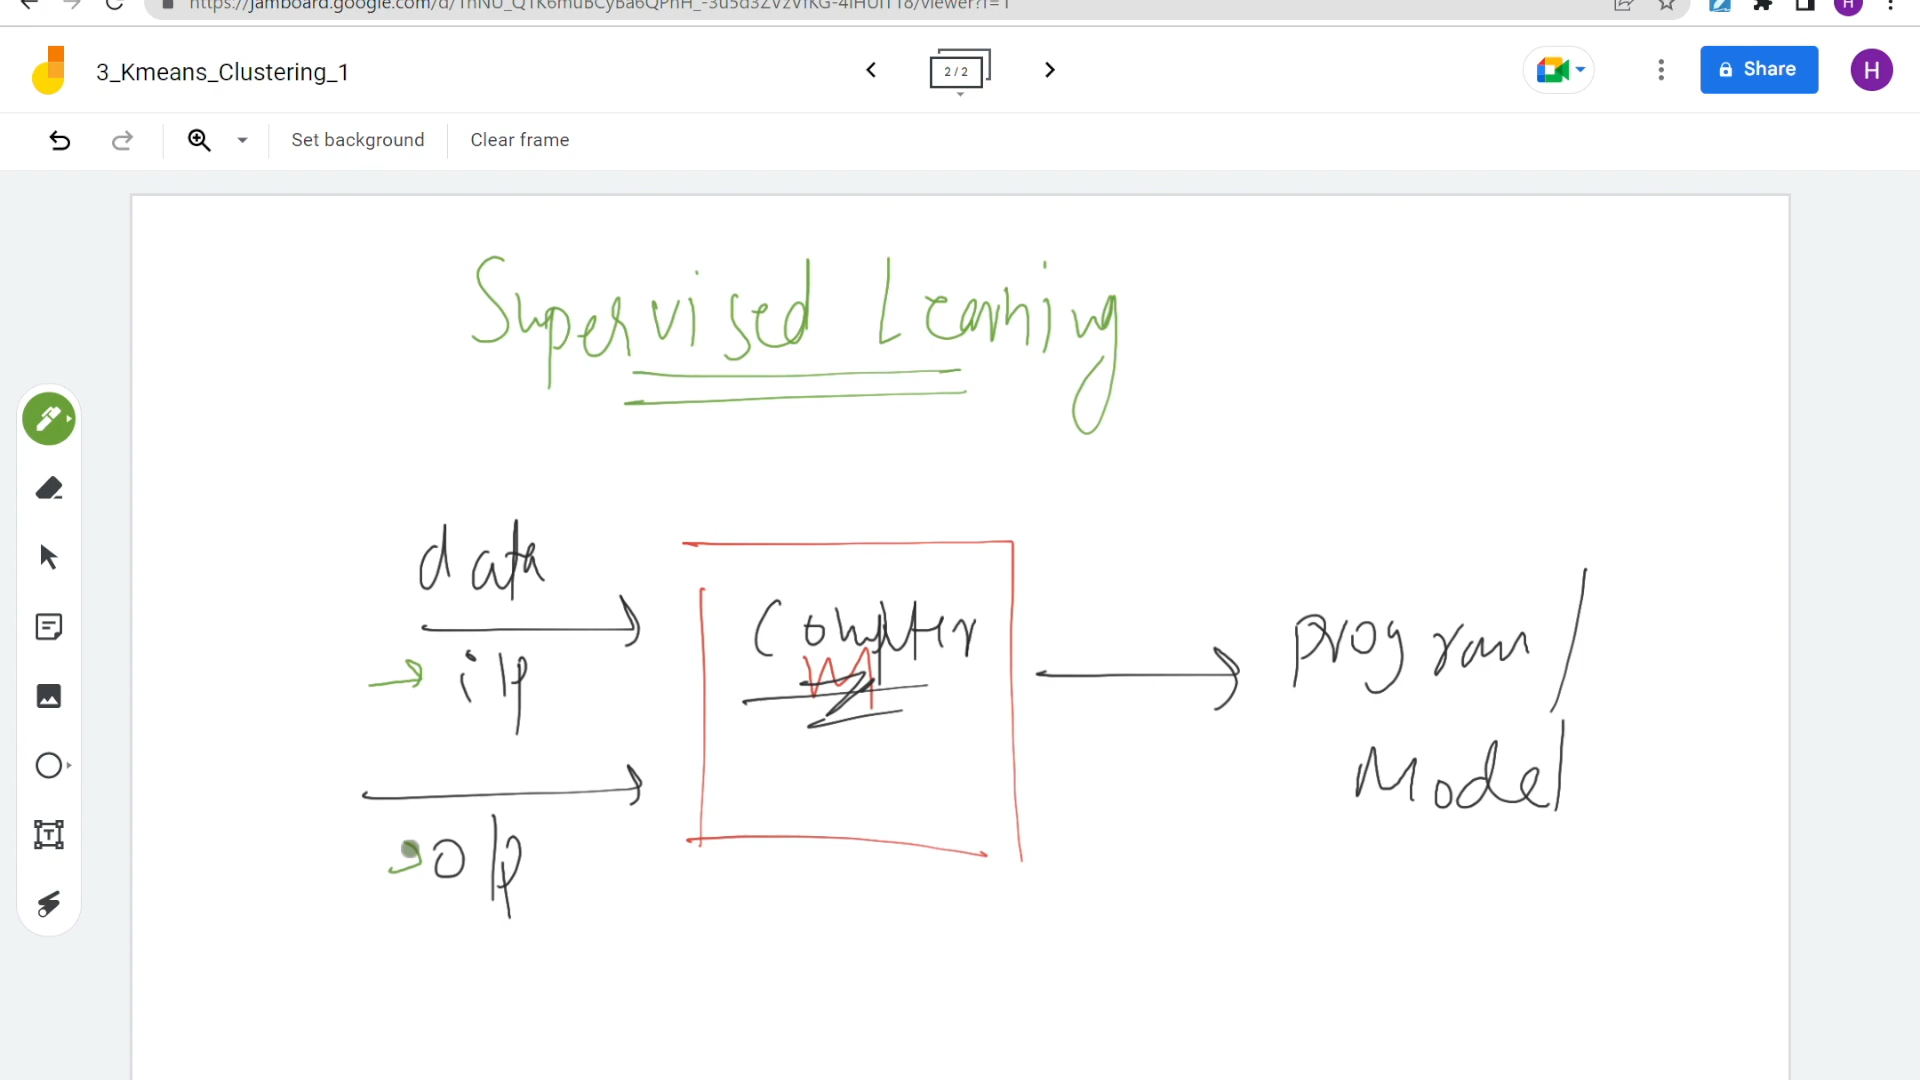 3_Kmeans_Clustering_1
2 / 2
Share
H
Set background
Clear frame
Supervised Learning
data
i/p
Computer
program/
Model
o/p